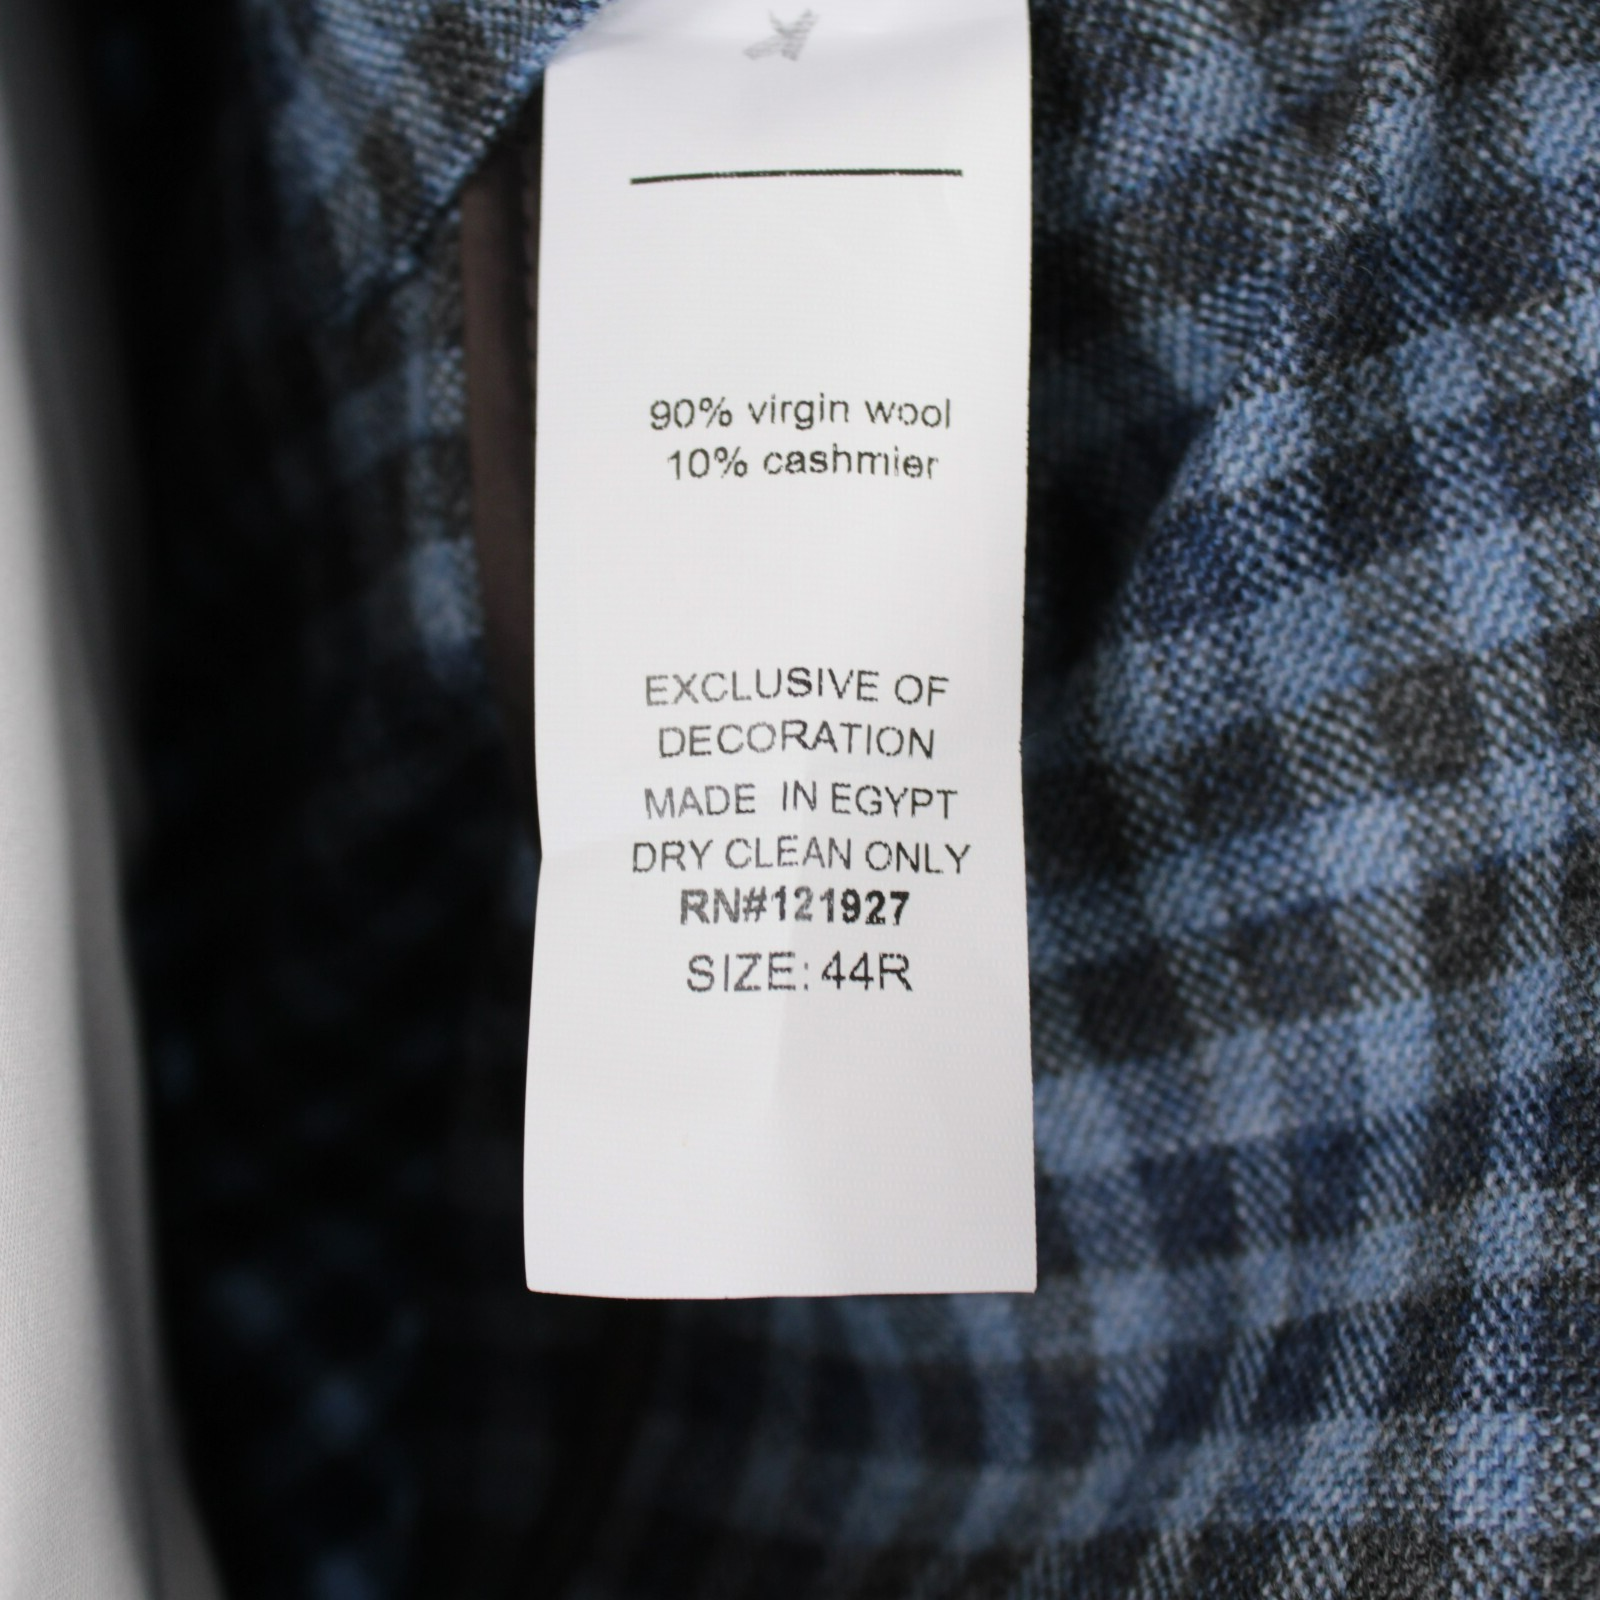 90% virgin wool
10% cashmier
EXCLUSIVE OF
DECORATION
MADE IN EGYPT
DRY CLEAN ONLY
RN#121927
SIZE: 44R